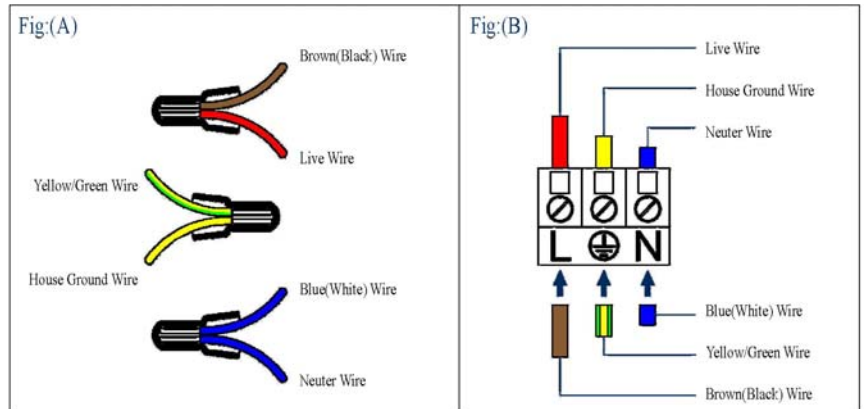 Fig:(A)
Brown(Black) Wire
Live Wire
Yellow/Green Wire
House Ground Wire
Blue(White) Wire
Neuter Wire
Fig:(B)
Live Wire
House Ground Wire
Neuter Wire
L N
Blue(White) Wire
Yellow/Green Wire
Brown(Black) Wire